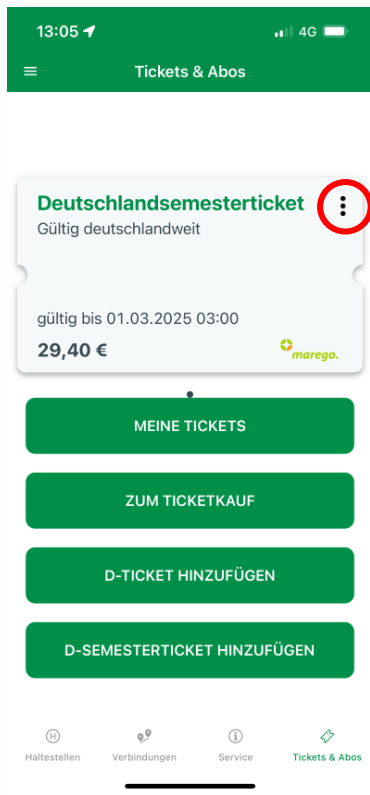 13:05 4G
Tickets & Abos
Deutschlandsemesterticket
Gültig deutschlandweit
gültig bis 01.03.2025 03:00
29,40 €
marego.
MEINE TICKETS
ZUM TICKETKAUF
D-TICKET HINZUFÜGEN
D-SEMESTERTICKET HINZUFÜGEN
H
Haltestellen Verbindungen Service Tickets & Abos